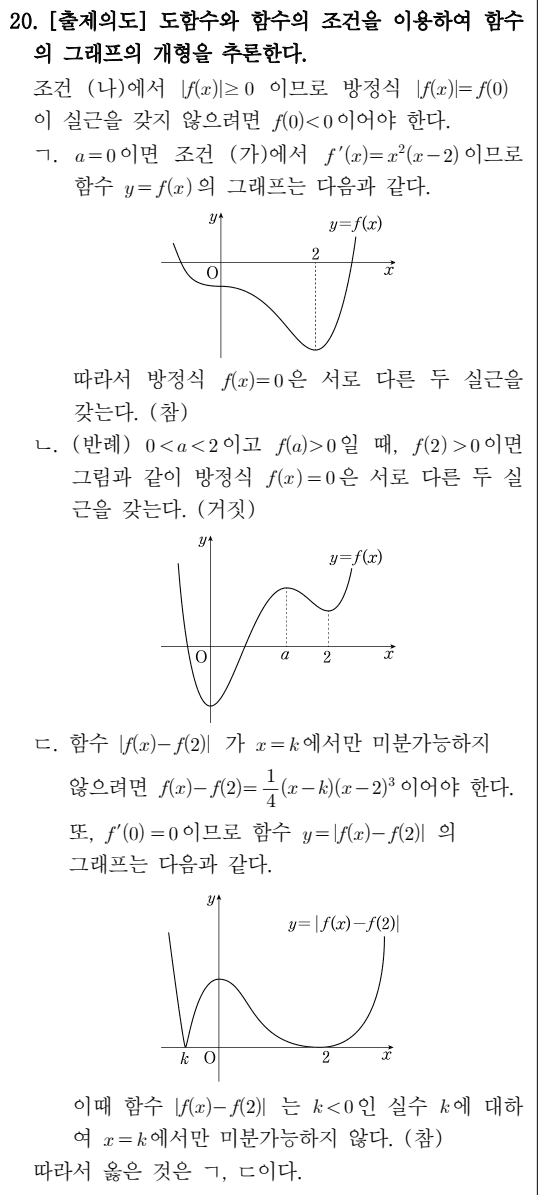 20. [출제의도] 도함수와 함수의 조건을 이용하여 함수
의 그래프의 개형을 추론한다.
조건 (나)에서 |f(x)|≥0 이므로 방정식 |f(x)|=f(0)
이 실근을 갖지 않으려면 f(0)<0이어야 한다.
ㄱ. a=0이면 조건 (가)에서 f′(x)=x²(x-2)이므로
함수 y=f(x)의 그래프는 다음과 같다.
y
y=f(x)
2
O
x
따라서 방정식 f(x)=0은 서로 다른 두 실근을
갖는다. (참)
ㄴ. (반례) 0<a<2이고 f(a)>0일 때, f(2)>0이면
그림과 같이 방정식 f(x)=0은 서로 다른 두 실
근을 갖는다. (거짓)
y
y=f(x)
O a 2 x
ㄷ. 함수 |f(x)-f(2)| 가 x=k에서만 미분가능하지
않으려면 f(x)-f(2)=1/4(x-k)(x-2)³이어야 한다.
또, f′(0)=0이므로 함수 y=|f(x)-f(2)| 의
그래프는 다음과 같다.
y
y=|f(x)-f(2)|
k O 2 x
이때 함수 |f(x)-f(2)| 는 k<0인 실수 k에 대하
여 x=k에서만 미분가능하지 않다. (참)
따라서 옳은 것은 ㄱ, ㄷ이다.